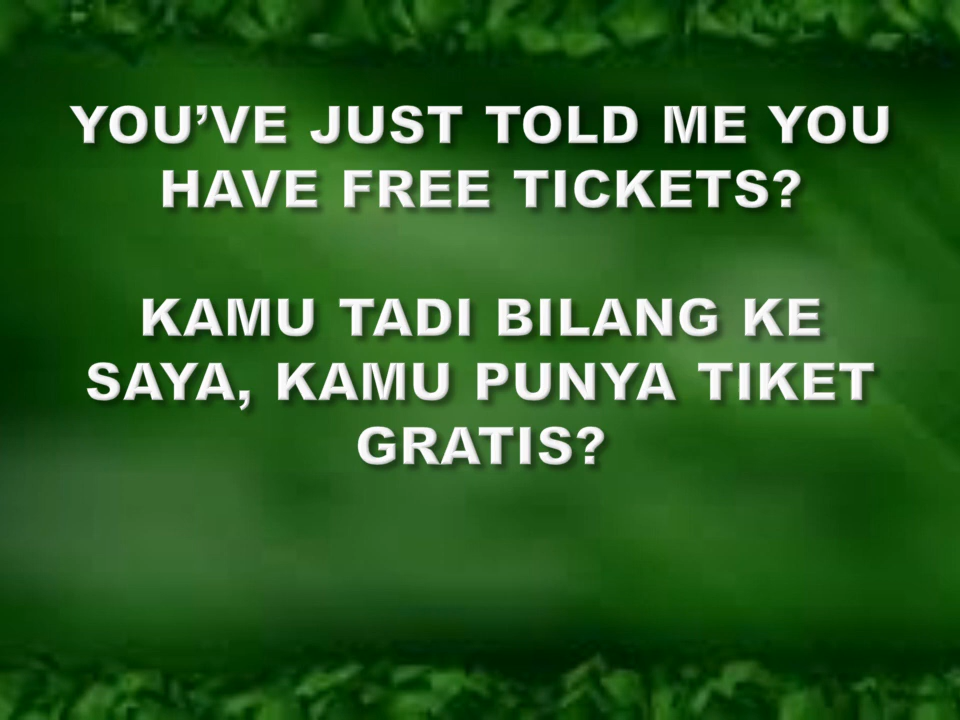 YOU’VE JUST TOLD ME YOU
HAVE FREE TICKETS?
KAMU TADI BILANG KE
SAYA, KAMU PUNYA TIKET
GRATIS?